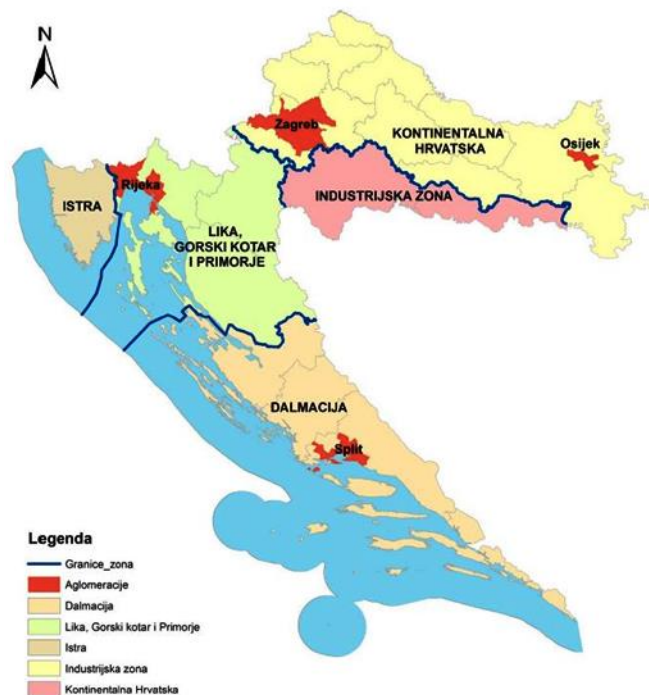 N
Zagreb
KONTINENTALNA
HRVATSKA
Osijek
Rijeka
INDUSTRIJSKA ZONA
ISTRA
LIKA,
GORSKI KOTAR
I PRIMORJE
DALMACIJA
Split
Legenda
Granice_zona
Aglomeracije
Dalmacija
Lika, Gorski kotar i Primorje
Istra
Industrijska zona
Kontinentalna Hrvatska